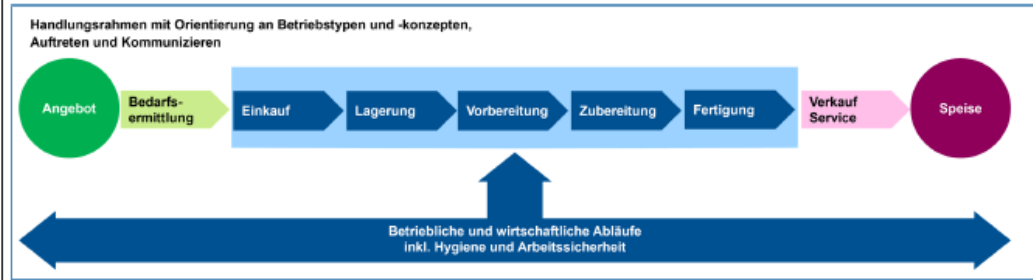 Handlungsrahmen mit Orientierung an Betriebstypen und -konzepten,
Auftreten und Kommunizieren
Angebot
Bedarfs-
ermittlung
Einkauf
Lagerung
Vorbereitung
Zubereitung
Fertigung
Verkauf
Service
Speise
Betriebliche und wirtschaftliche Abläufe
inkl. Hygiene und Arbeitssicherheit